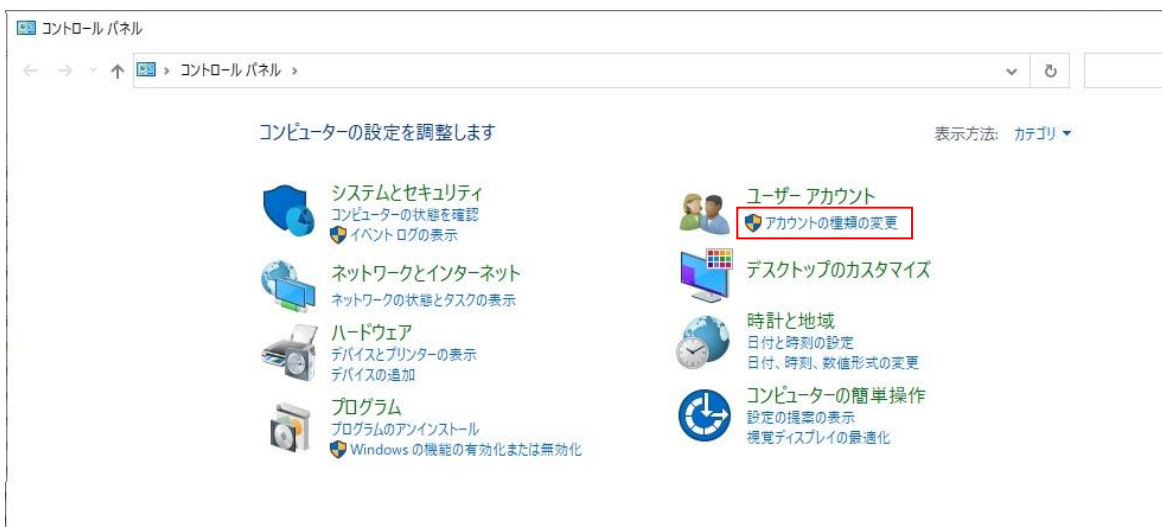 コントロール パネル
コントロール パネル
コンピューターの設定を調整します
表示方法: カテゴリ
システムとセキュリティ
コンピューターの状態を確認
イベント ログの表示
ネットワークとインターネット
ネットワークの状態とタスクの表示
ハードウェア
デバイスとプリンターの表示
デバイスの追加
プログラム
プログラムのアンインストール
Windows の機能の有効化または無効化
ユーザー アカウント
アカウントの種類の変更
デスクトップのカスタマイズ
時計と地域
日付と時刻の設定
日付、時刻、数値形式の変更
コンピューターの簡単操作
設定の提案の表示
視覚ディスプレイの最適化